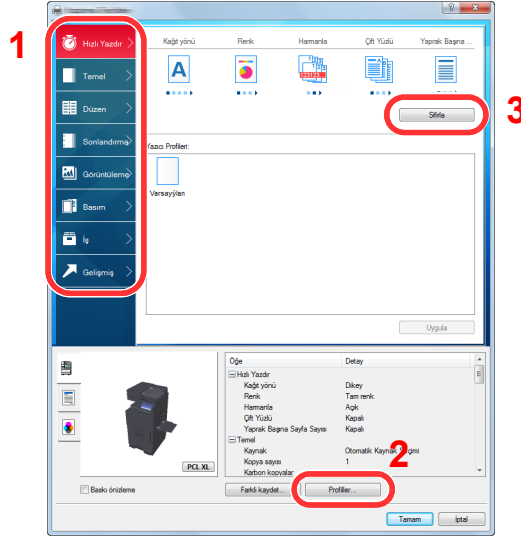 1
Hızlı Yazdır
Temel
Düzen
Sonlandırma
Görüntüleme
Basım
İş
Gelişmiş
Kağıt yönü Renk Harmanla Çift Yüzlü Yaprak Başına ...
A
123123
Sıfırla
3
Yazıcı Profilleri:
Varsayýlan
Uygula
Öğe Detay
Hızlı Yazdır
Kağıt yönü Dikey
Renk Tam renk
Harmanla Açık
Çift Yüzlü Kapalı
Yaprak Başına Sayfa Sayısı Kapalı
Temel
Kaynak Otomatik Kaynak Seçimi
Kopya sayısı 1
Karbon kopyalar
2
PCL XL
Baskı önizleme
Farklı kaydet... Profiller...
Tamam İptal